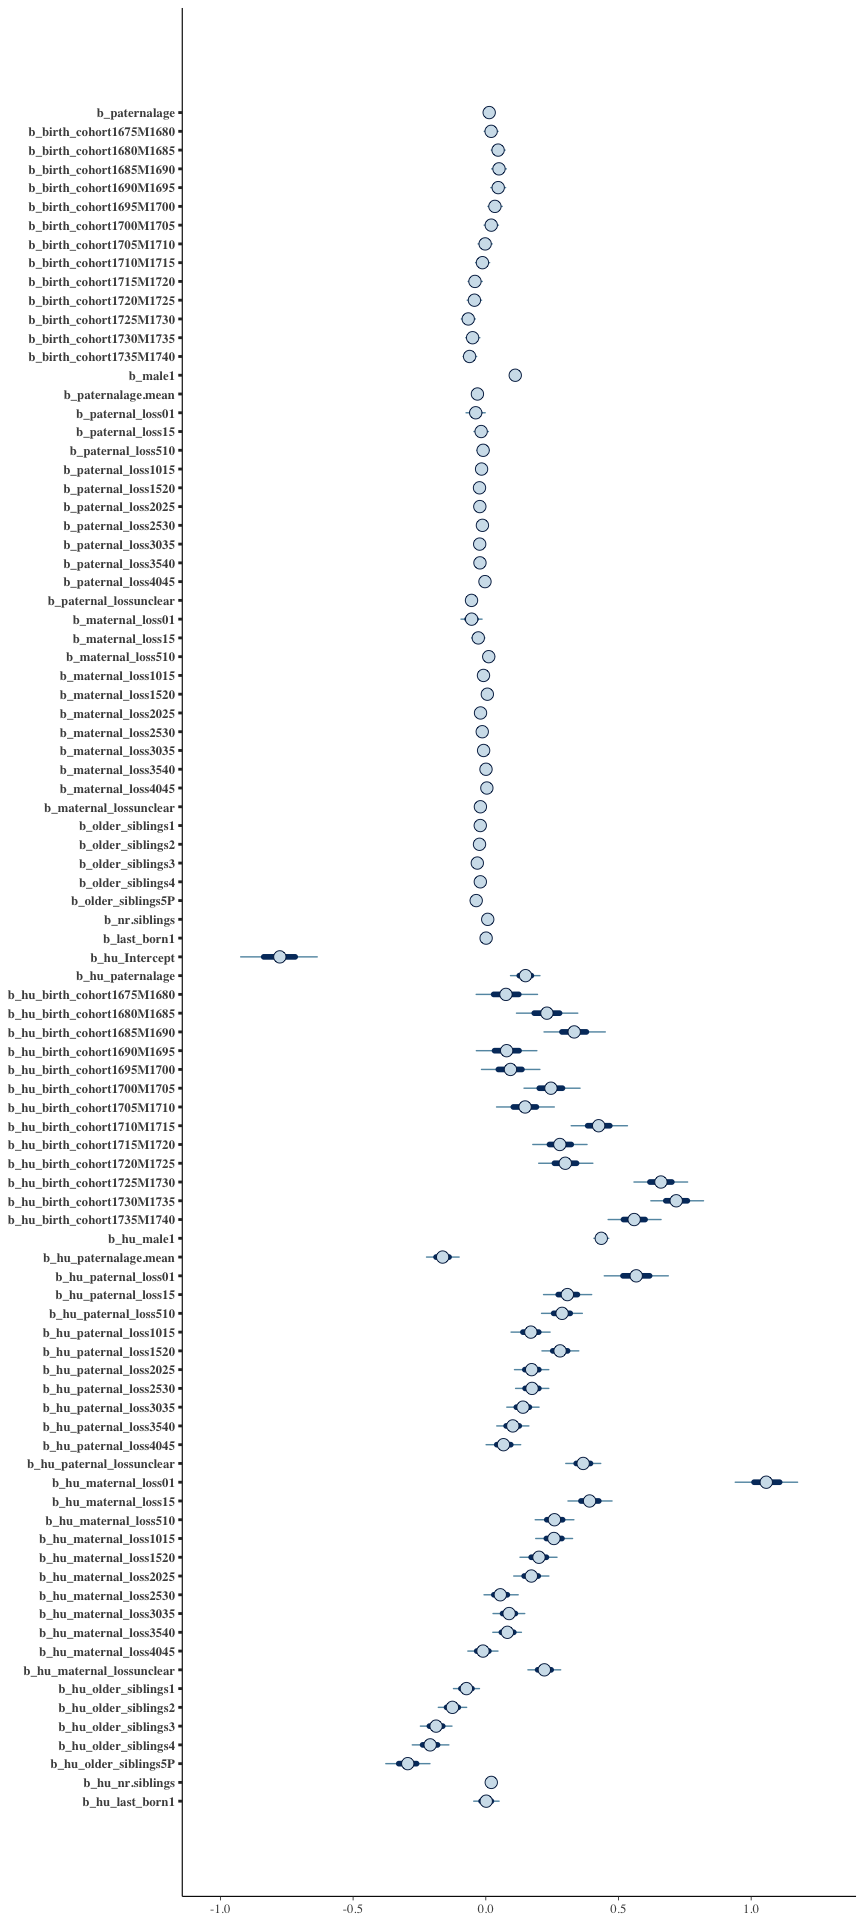 b_paternalage
b_birth_cohort1675M1680
b_birth_cohort1680M1685
b_birth_cohort1685M1690
b_birth_cohort1690M1695
b_birth_cohort1695M1700
b_birth_cohort1700M1705
b_birth_cohort1705M1710
b_birth_cohort1710M1715
b_birth_cohort1715M1720
b_birth_cohort1720M1725
b_birth_cohort1725M1730
b_birth_cohort1730M1735
b_birth_cohort1735M1740
b_male1
b_paternalage.mean
b_paternal_loss01
b_paternal_loss15
b_paternal_loss510
b_paternal_loss1015
b_paternal_loss1520
b_paternal_loss2025
b_paternal_loss2530
b_paternal_loss3035
b_paternal_loss3540
b_paternal_loss4045
b_paternal_lossunclear
b_maternal_loss01
b_maternal_loss15
b_maternal_loss510
b_maternal_loss1015
b_maternal_loss1520
b_maternal_loss2025
b_maternal_loss2530
b_maternal_loss3035
b_maternal_loss3540
b_maternal_loss4045
b_maternal_lossunclear
b_older_siblings1
b_older_siblings2
b_older_siblings3
b_older_siblings4
b_older_siblings5P
b_nr.siblings
b_last_born1
b_hu_Intercept
b_hu_paternalage
b_hu_birth_cohort1675M1680
b_hu_birth_cohort1680M1685
b_hu_birth_cohort1685M1690
b_hu_birth_cohort1690M1695
b_hu_birth_cohort1695M1700
b_hu_birth_cohort1700M1705
b_hu_birth_cohort1705M1710
b_hu_birth_cohort1710M1715
b_hu_birth_cohort1715M1720
b_hu_birth_cohort1720M1725
b_hu_birth_cohort1725M1730
b_hu_birth_cohort1730M1735
b_hu_birth_cohort1735M1740
b_hu_male1
b_hu_paternalage.mean
b_hu_paternal_loss01
b_hu_paternal_loss15
b_hu_paternal_loss510
b_hu_paternal_loss1015
b_hu_paternal_loss1520
b_hu_paternal_loss2025
b_hu_paternal_loss2530
b_hu_paternal_loss3035
b_hu_paternal_loss3540
b_hu_paternal_loss4045
b_hu_paternal_lossunclear
b_hu_maternal_loss01
b_hu_maternal_loss15
b_hu_maternal_loss510
b_hu_maternal_loss1015
b_hu_maternal_loss1520
b_hu_maternal_loss2025
b_hu_maternal_loss2530
b_hu_maternal_loss3035
b_hu_maternal_loss3540
b_hu_maternal_loss4045
b_hu_maternal_lossunclear
b_hu_older_siblings1
b_hu_older_siblings2
b_hu_older_siblings3
b_hu_older_siblings4
b_hu_older_siblings5P
b_hu_nr.siblings
b_hu_last_born1
-1.0 -0.5 0.0 0.5 1.0